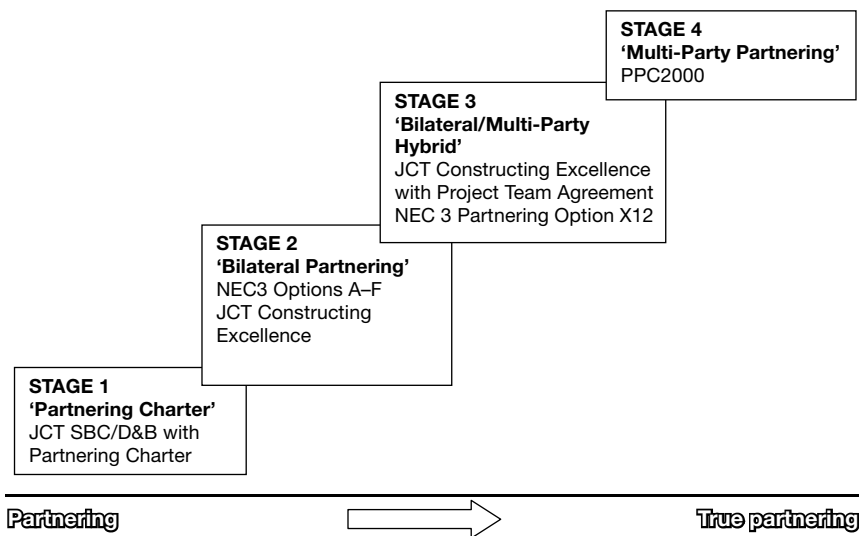 STAGE 4
‘Multi-Party Partnering’
PPC2000
STAGE 3
‘Bilateral/Multi-Party
Hybrid’
JCT Constructing Excellence
with Project Team Agreement
NEC 3 Partnering Option X12
STAGE 2
‘Bilateral Partnering’
NEC3 Options A–F
JCT Constructing
Excellence
STAGE 1
‘Partnering Charter’
JCT SBC/D&B with
Partnering Charter
Partnering
True partnering